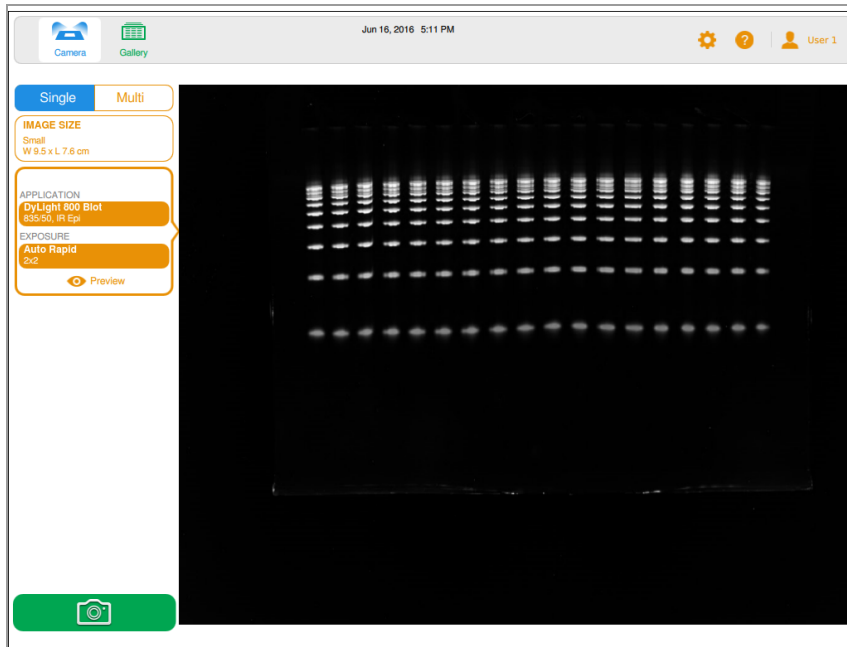 Jun 16, 2016 5:11 PM
Camera
Gallery
?
User 1
Single
Multi
IMAGE SIZE
Small
W 9.5 x L 7.6 cm
APPLICATION
DyLight 800 Blot
835/50, IR Epi
EXPOSURE
Auto Rapid
2x2
Preview